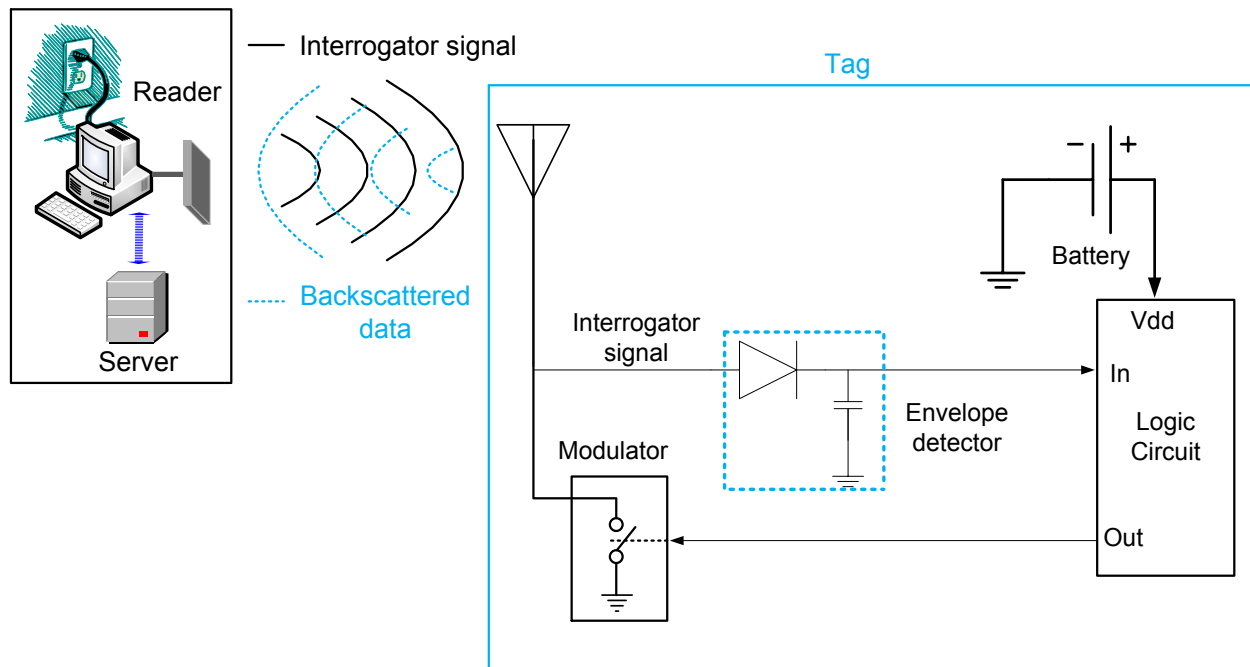 Interrogator signal
Reader
Server
Backscattered
data
Tag
Battery
- +
Vdd
In
Logic
Circuit
Out
Interrogator
signal
Envelope
detector
Modulator